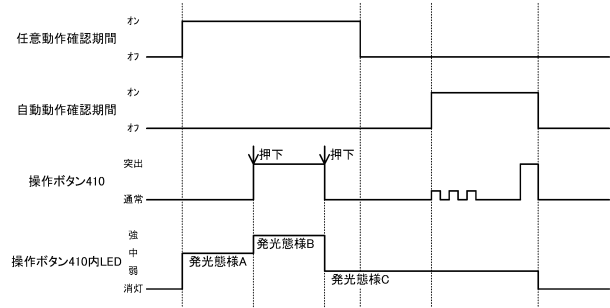 オン
任意動作確認期間
オフ
オン
自動動作確認期間
オフ
押下 押下
突出
操作ボタン410
通常
強
発光態様B
中
操作ボタン410内LED
発光態様A
弱
発光態様C
消灯